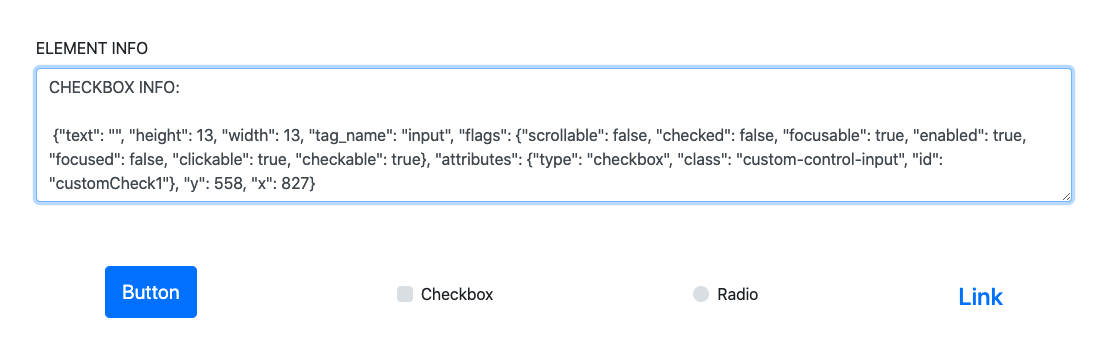 ELEMENT INFO
CHECKBOX INFO:
{"text": "", "height": 13, "width": 13, "tag_name": "input", "flags": {"scrollable": false, "checked": false, "focusable": true, "enabled": true,
"focused": false, "clickable": true, "checkable": true}, "attributes": {"type": "checkbox", "class": "custom-control-input", "id":
"customCheck1"}, "y": 558, "x": 827}
Button
Checkbox
Radio
Link